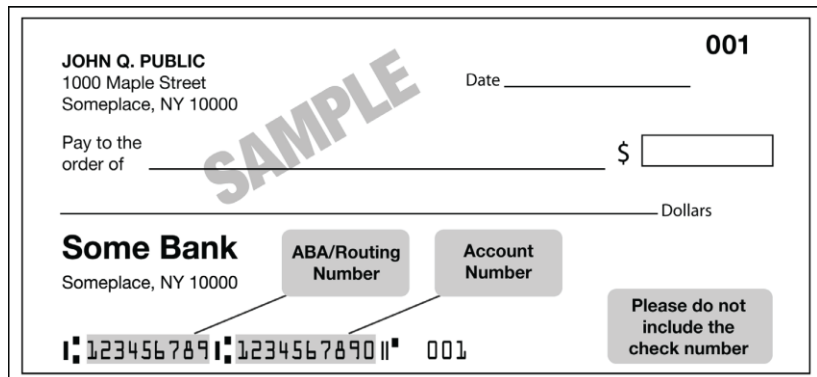 001
JOHN Q. PUBLIC
1000 Maple Street
Someplace, NY 10000
Date
SAMPLE
Pay to the
order of
$
Dollars
Some Bank
Someplace, NY 10000
ABA/Routing
Number
Account
Number
Please do not
include the
check number
⑆123456789⑆1234567890⑈ 001